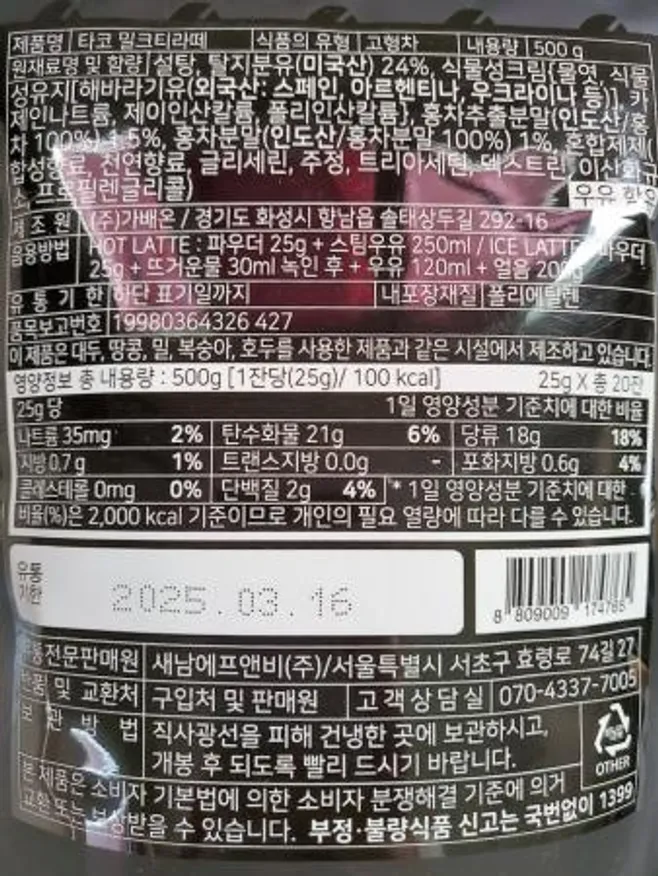 제품명 타코 밀크티라떼 식품의 유형 고형차 내용량 500 g
원재료명 및 함량 설탕, 탈지분유(미국산) 24%, 식물성크림{물엿, 식물
성유지[해바라기유(외국산: 스페인, 아르헨티나, 우크라이나 등)], 카
제인나트륨, 제이인산칼륨, 폴리인산칼륨}, 홍차추출분말(인도산/홍
차 100%) 1.5%, 홍차분말(인도산/홍차분말 100%) 1%, 혼합제제(
합성향료, 천연향료, 글리세린, 주정, 트리아세틴, 덱스트린, 이산화규
소, 프로필렌글리콜) 우유 함유
제 조 원 (주)가배온 / 경기도 화성시 향남읍 솔태상두길 292-16
음용방법 HOT LATTE : 파우더 25g + 스팀우유 250ml / ICE LATTE 파우더
25g + 뜨거운물 30ml 녹인 후 + 우유 120ml + 얼음 200g
유 통 기 한 하단 표기일까지 내포장재질 폴리에틸렌
품목보고번호 19980364326 427
이 제품은 대두, 땅콩, 밀, 복숭아, 호두를 사용한 제품과 같은 시설에서 제조하고 있습니다.
영양정보 총 내용량 : 500g [1잔당(25g)/ 100 kcal] 25g X 총 20잔
25g 당 1일 영양성분 기준치에 대한 비율
나트륨 35mg 2% 탄수화물 21g 6% 당류 18g 18%
지방 0.7 g 1% 트랜스지방 0.0g - 포화지방 0.6g 4%
콜레스테롤 0mg 0% 단백질 2g 4% * 1일 영양성분 기준치에 대한
비율(%)은 2,000 kcal 기준이므로 개인의 필요 열량에 따라 다를 수 있습니다.
유통
기한
2025.03.16
8 809009 174785
유통전문판매원 새남에프앤비(주)/서울특별시 서초구 효령로 74길 27
반품 및 교환처 구입처 및 판매원 고객상담실 070-4337-7005
보 관 방 법 직사광선을 피해 건냉한 곳에 보관하시고,
개봉 후 되도록 빨리 드시기 바랍니다.
OTHER
본 제품은 소비자 기본법에 의한 소비자 분쟁해결 기준에 의거
교환 또는 보상받을 수 있습니다. 부정·불량식품 신고는 국번없이 1399